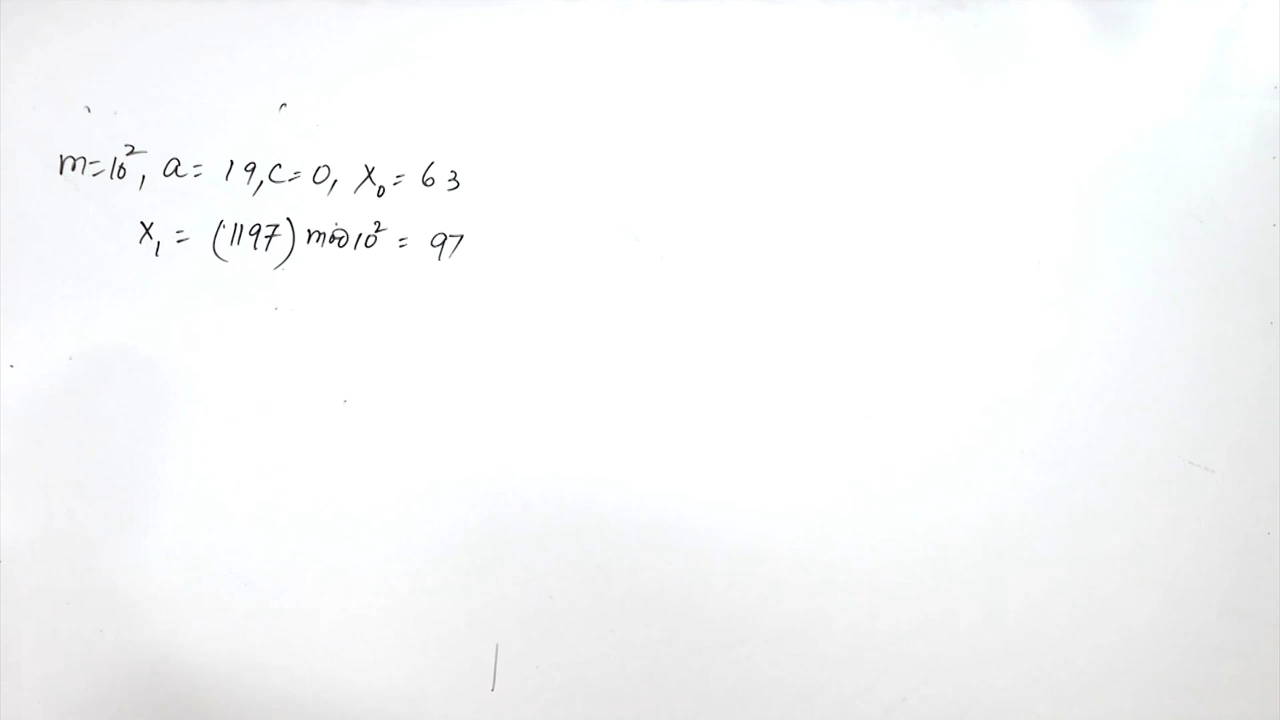 m=10², a= 19, c=0, X₀= 63
X₁ = (1197) mod 10² = 97